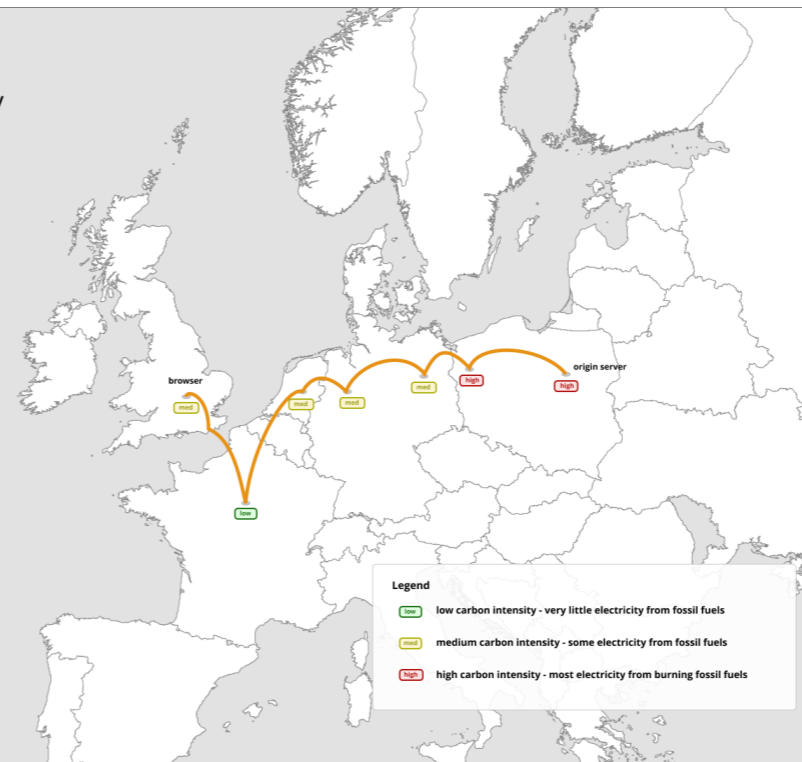 browser
med
low
med
med
med
high
origin server
high
Legend
low low carbon intensity - very little electricity from fossil fuels
med medium carbon intensity - some electricity from fossil fuels
high high carbon intensity - most electricity from burning fossil fuels